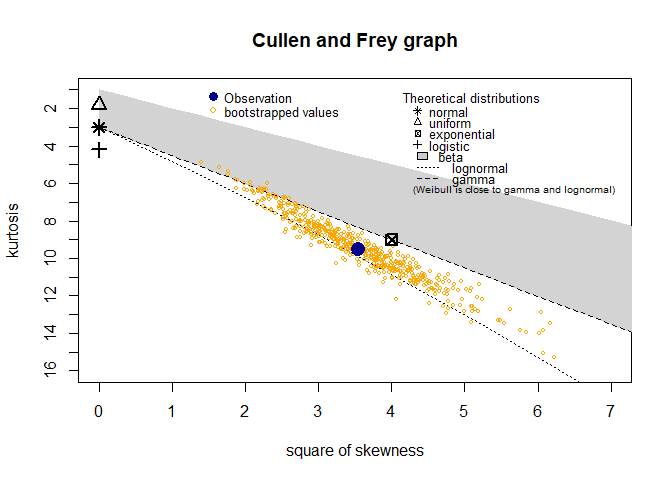 Cullen and Frey graph
Observation
bootstrapped values
Theoretical distributions
normal
uniform
exponential
logistic
beta
lognormal
gamma
(Weibull is close to gamma and lognormal)
kurtosis
2
4
6
8
10
12
14
16
0 1 2 3 4 5 6 7
square of skewness